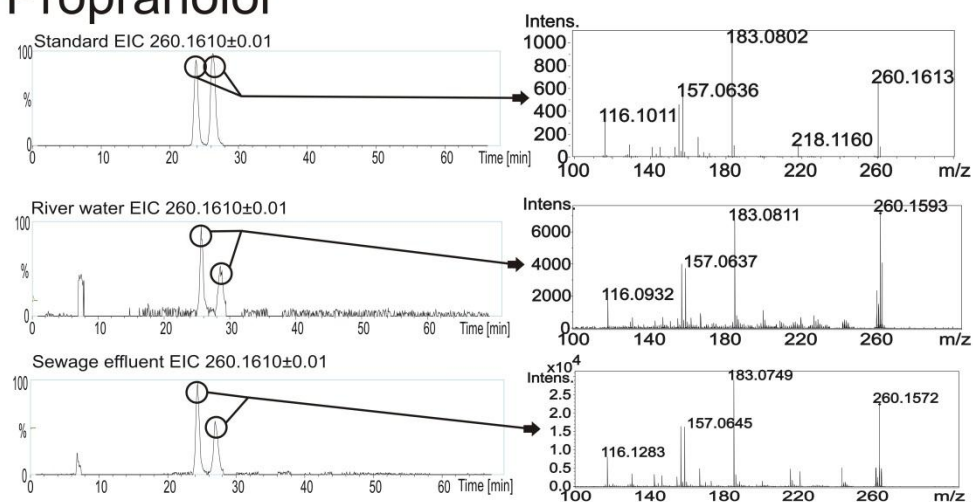 Propranolol
Standard EIC 260.1610±0.01
100
%
0
0 10 20 30 40 50 60 Time [min]
Intens.
1000
800
600
400
200
0
183.0802
260.1613
157.0636
116.1011
218.1160
100 140 180 220 260 m/z
River water EIC 260.1610±0.01
100
%
0
0 10 20 30 40 50 60 Time [min]
Intens.
6000
4000
2000
0
183.0811
260.1593
157.0637
116.0932
100 140 180 220 260 m/z
Sewage effluent EIC 260.1610±0.01
100
%
0
0 10 20 30 40 50 60 Time [min]
x10^4
Intens.
2.5
2.0
1.5
1.0
0.5
0.0
183.0749
260.1572
157.0645
116.1283
100 140 180 220 260 m/z